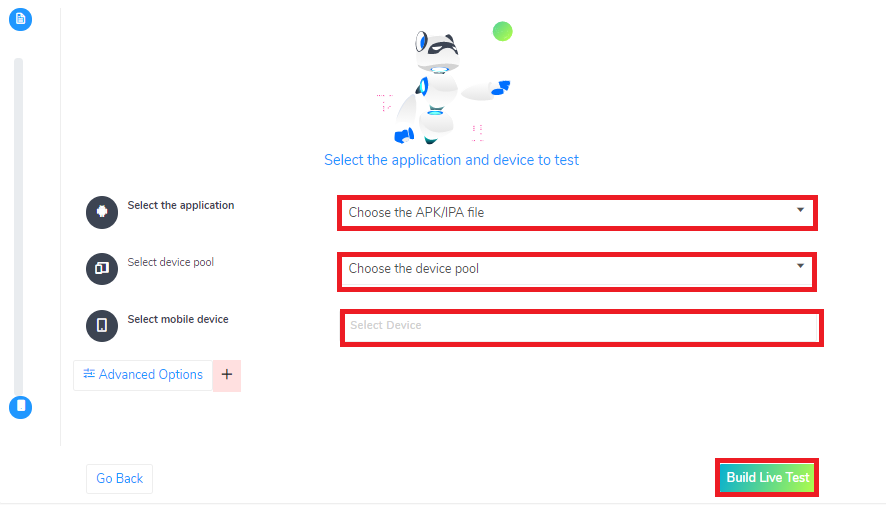 Select the application and device to test
Select the application
Choose the APK/IPA file
Select device pool
Choose the device pool
Select mobile device
Select Device
Advanced Options +
Go Back
Build Live Test